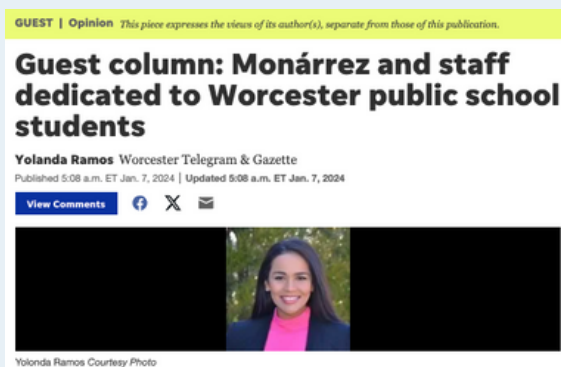 GUEST | Opinion This piece expresses the views of its author(s), separate from those of this publication.
Guest column: Monárrez and staff
dedicated to Worcester public school
students
Yolanda Ramos Worcester Telegram & Gazette
Published 5:08 a.m. ET Jan. 7, 2024 | Updated 5:08 a.m. ET Jan. 7, 2024
View Comments
Yolonda Ramos Courtesy Photo